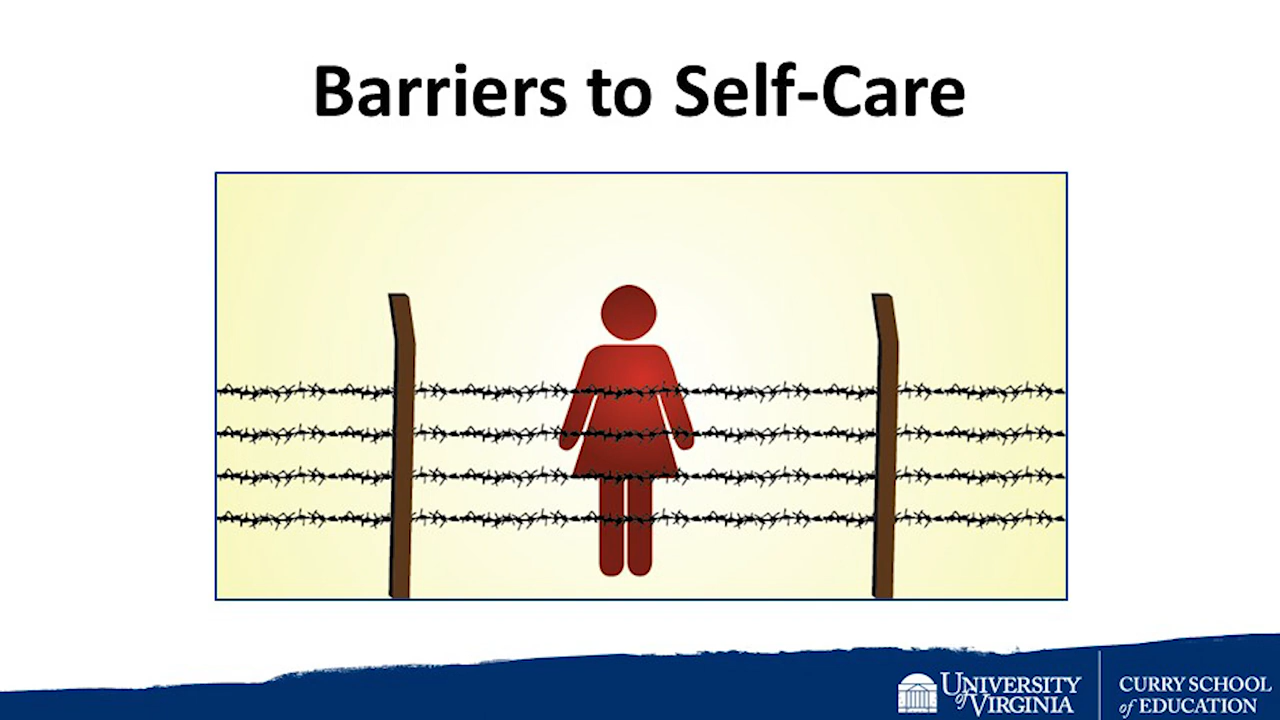 Barriers to Self-Care
UNIVERSITY
of VIRGINIA
CURRY SCHOOL
of EDUCATION